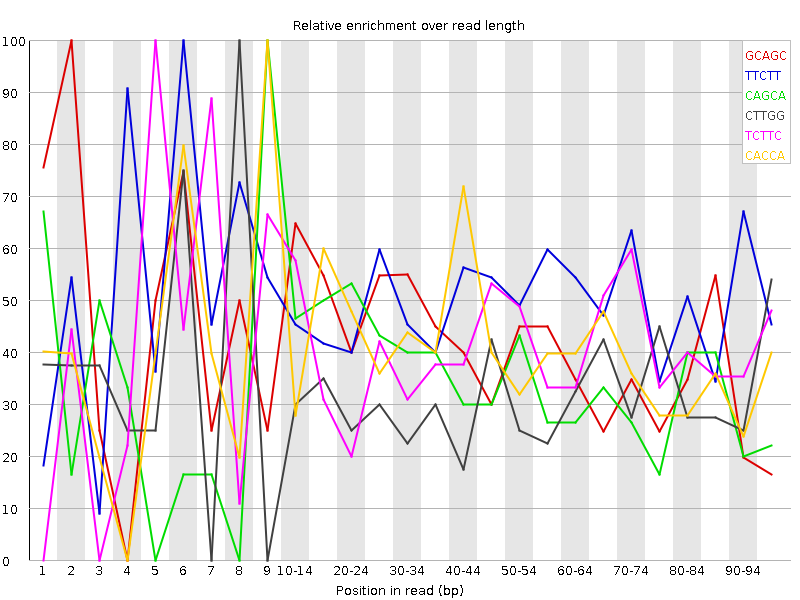 Relative enrichment over read length
100
90
80
70
60
50
40
30
20
10
0
GCAGC
TTCTT
CAGCA
CTTGG
TCTTC
CACCA
1 2 3 4 5 6 7 8 9 10-14 20-24 30-34 40-44 50-54 60-64 70-74 80-84 90-94
Position in read (bp)